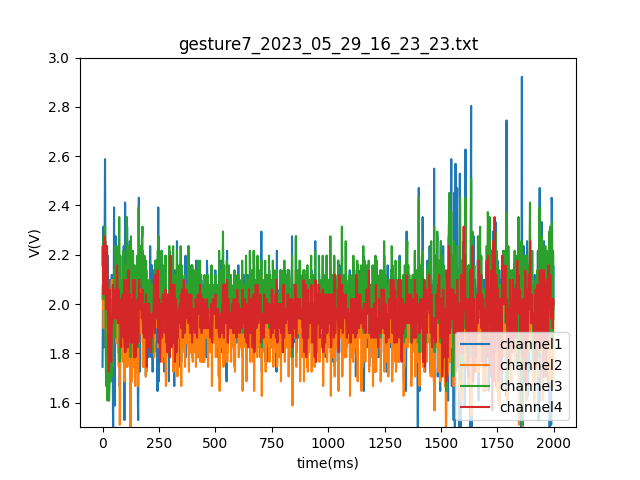 gesture7_2023_05_29_16_23_23.txt
3.0
2.8
2.6
2.4
2.2
2.0
1.8
1.6
V(V)
channel1
channel2
channel3
channel4
0 250 500 750 1000 1250 1500 1750 2000
time(ms)